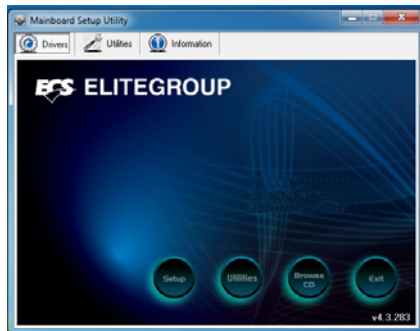 Mainboard Setup Utility
Drivers Utilities Information
ECS ELITEGROUP
Setup Utilities Browse CD Exit
v4.3.283